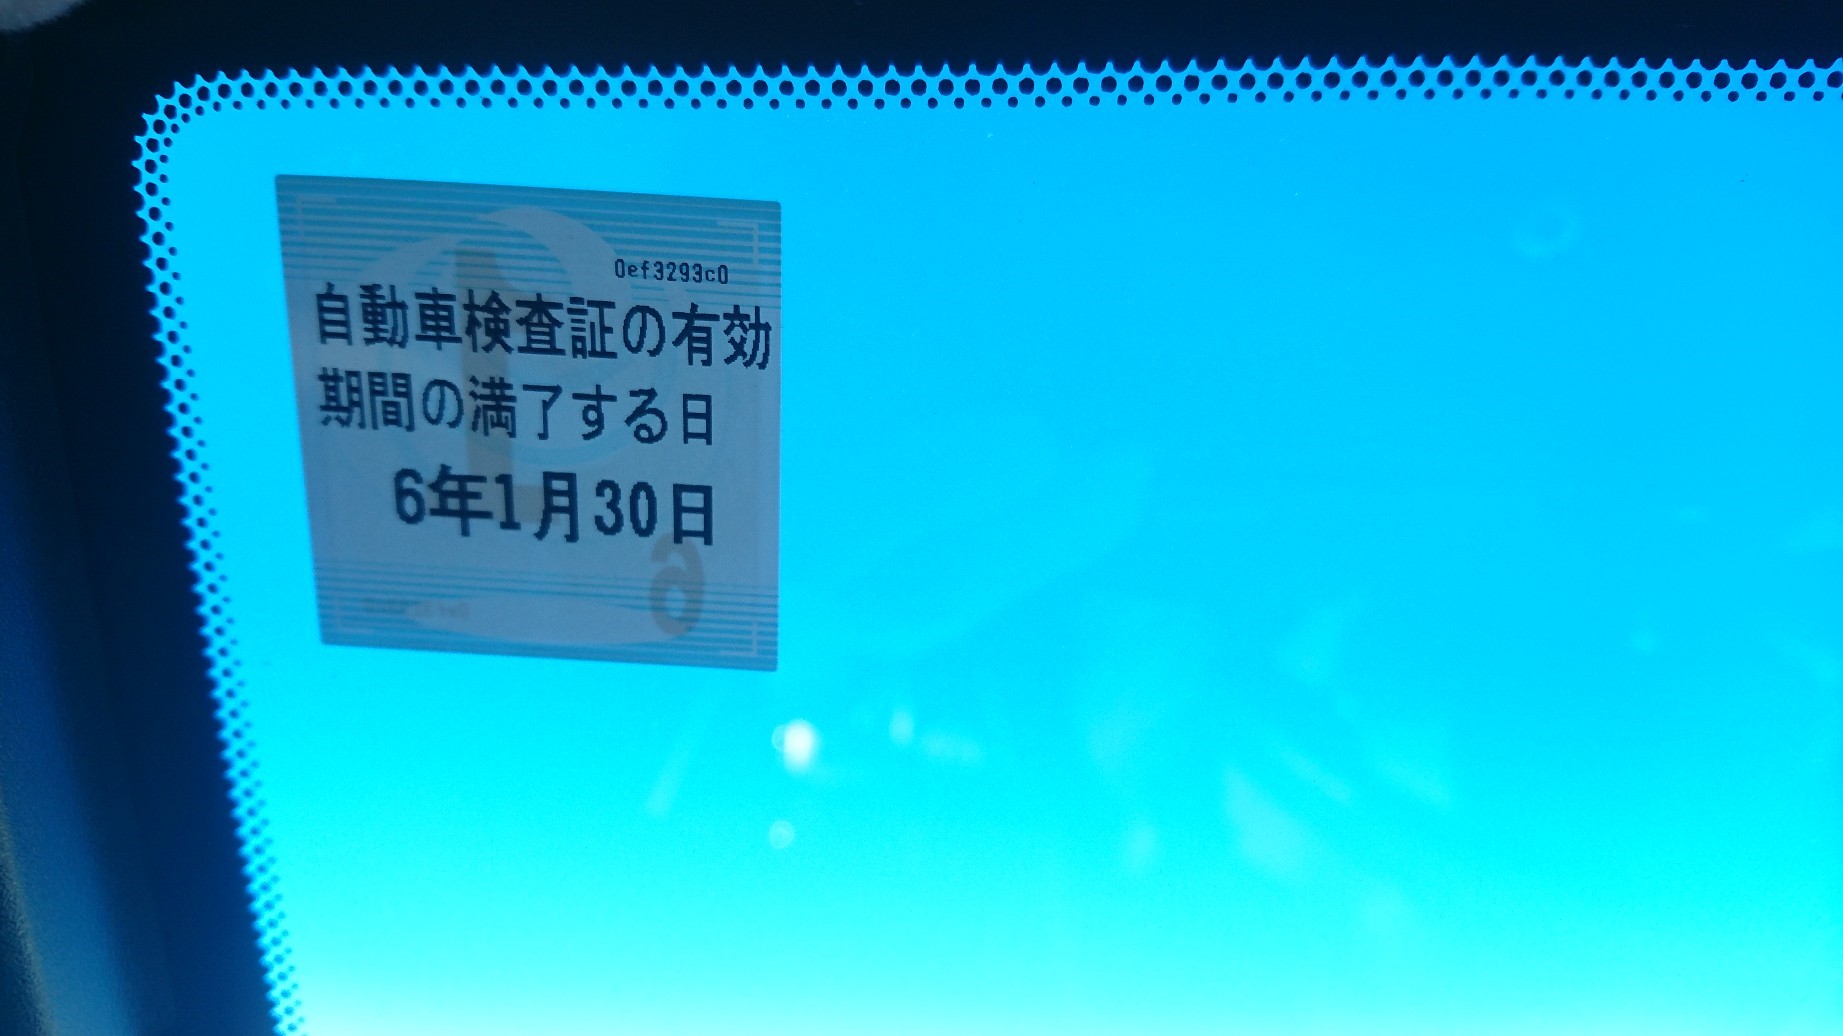 0ef3293c0
自動車検査証の有効
期間の満了する日
6年1月30日
6